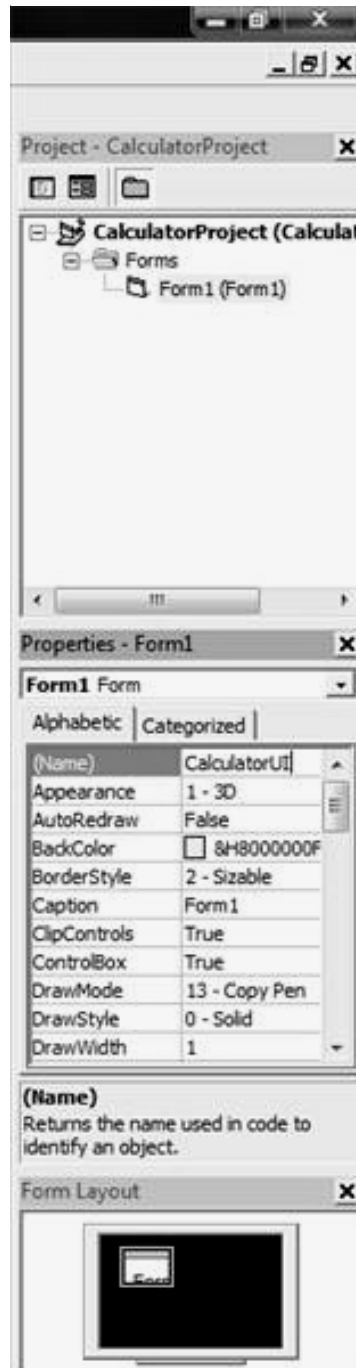 Project - CalculatorProject
CalculatorProject (Calculat
Forms
Form1 (Form1)
Properties - Form1
Form1 Form
Alphabetic Categorized
(Name) CalculatorUI
Appearance 1 - 3D
AutoRedraw False
BackColor &H8000000F
BorderStyle 2 - Sizable
Caption Form1
ClipControls True
ControlBox True
DrawMode 13 - Copy Pen
DrawStyle 0 - Solid
DrawWidth 1
(Name)
Returns the name used in code to
identify an object.
Form Layout